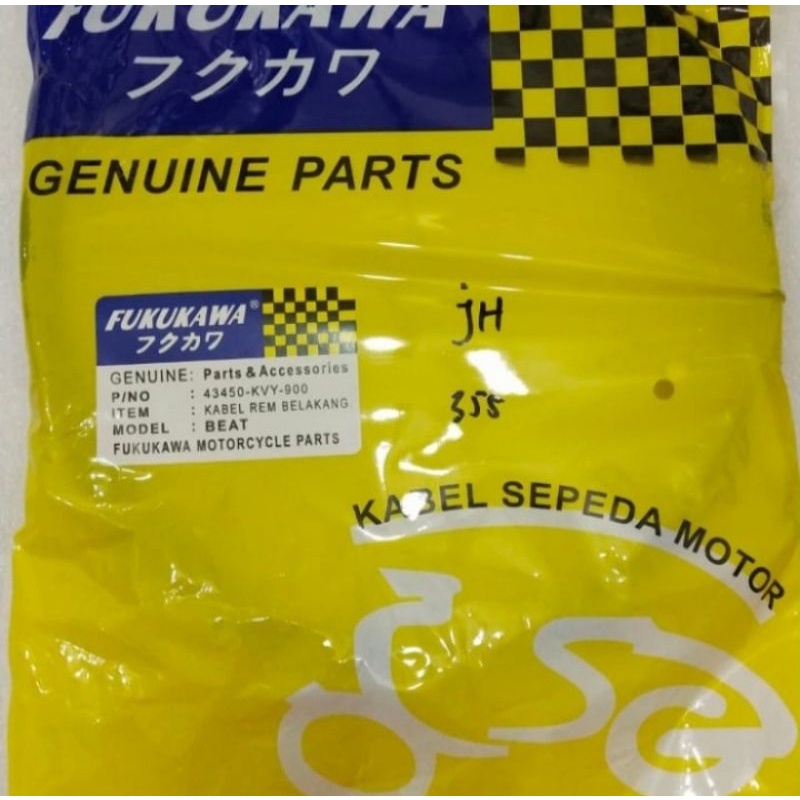 FUKUKAWA
フクカワ
GENUINE PARTS
FUKUKAWA®
フクカワ
GENUINE: Parts & Accessories
P/NO : 43450-KVY-900
ITEM : KABEL REM BELAKANG
MODEL : BEAT
FUKUKAWA MOTORCYCLE PARTS
JH
355
KABEL SEPEDA MOTOR